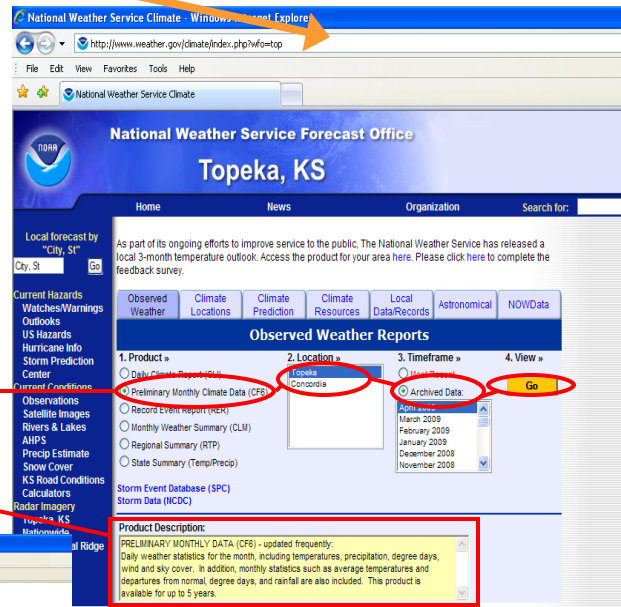 National Weather Service Climate - Windows Internet Explorer
http://www.weather.gov/climate/index.php?wfo=top
File Edit View Favorites Tools Help
National Weather Service Climate
NOAA
National Weather Service Forecast Office
Topeka, KS
Home News Organization Search for:
Local forecast by
"City, St"
City, St Go
Current Hazards
Watches/Warnings
Outlooks
US Hazards
Hurricane Info
Storm Prediction
Center
Current Conditions
Observations
Satellite Images
Rivers & Lakes
AHPS
Precip Estimate
Snow Cover
KS Road Conditions
Calculators
Radar Imagery
Topeka, KS
Nationwide
al Ridge
As part of its ongoing efforts to improve service to the public, The National Weather Service has released a
local 3-month temperature outlook. Access the product for your area here. Please click here to complete the
feedback survey.
Observed Weather
Climate Locations
Climate Prediction
Climate Resources
Local Data/Records
Astronomical
NOWData
Observed Weather Reports
1. Product »
Daily Climate Report (CLI)
Preliminary Monthly Climate Data (CF6)
Record Event Report (RER)
Monthly Weather Summary (CLM)
Regional Summary (RTP)
State Summary (Temp/Precip)
2. Location »
Topeka
Concordia
3. Timeframe »
Most Recent
Archived Data:
April 2009
March 2009
February 2009
January 2009
December 2008
November 2008
4. View »
Go
Storm Event Database (SPC)
Storm Data (NCDC)
Product Description:
PRELIMINARY MONTHLY DATA (CF6) - updated frequently:
Daily weather statistics for the month, including temperatures, precipitation, degree days,
wind and sky cover. In addition, monthly statistics such as average temperatures and
departures from normal, degree days, and rainfall are also included. This product is
available for up to 5 years.